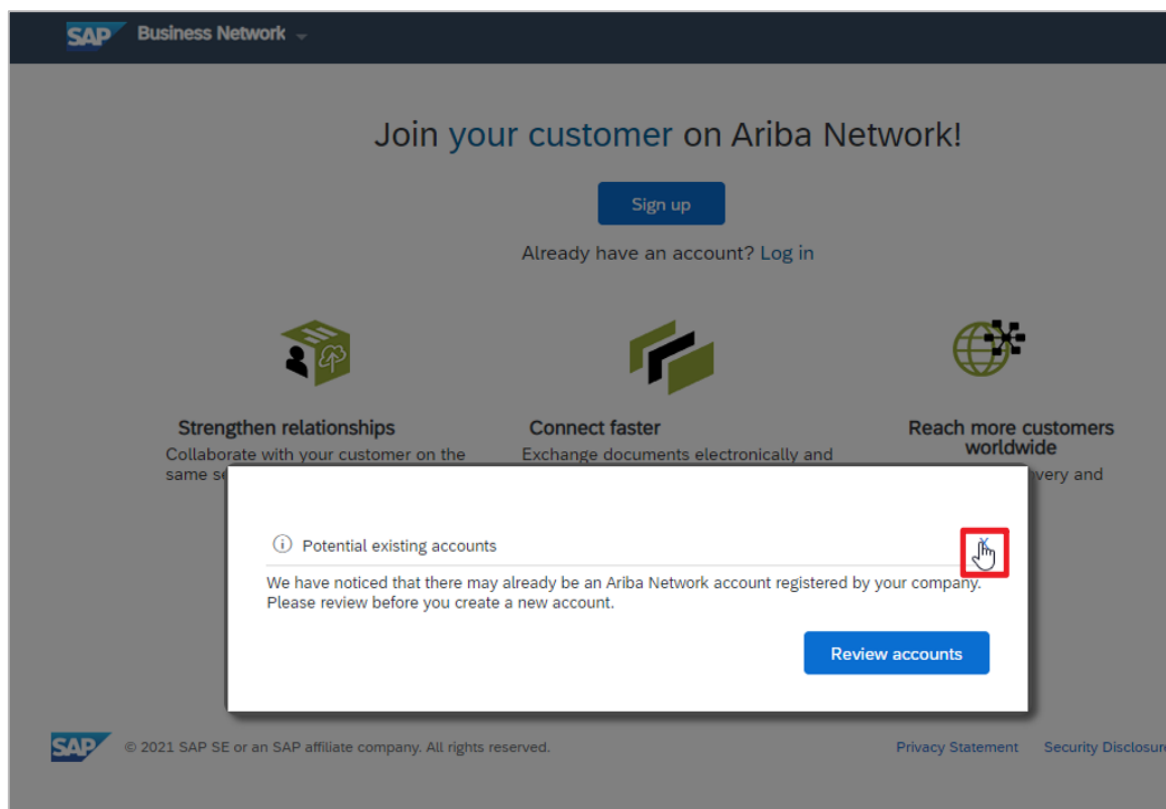 SAP Business Network
Join your customer on Ariba Network!
Sign up
Already have an account? Log in
Strengthen relationships
Collaborate with your customer on the
same
Connect faster
Exchange documents electronically and
Reach more customers
worldwide
and
Potential existing accounts
X
We have noticed that there may already be an Ariba Network account registered by your company.
Please review before you create a new account.
Review accounts
SAP © 2021 SAP SE or an SAP affiliate company. All rights reserved.
Privacy Statement Security Disclosure